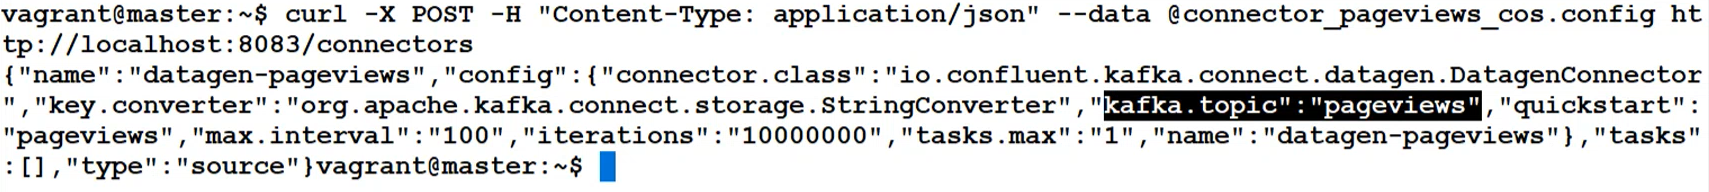 vagrant@master:~$ curl -X POST -H "Content-Type: application/json" --data @connector_pageviews_cos.config ht
tp://localhost:8083/connectors
{"name":"datagen-pageviews","config":{"connector.class":"io.confluent.kafka.connect.datagen.DatagenConnector
","key.converter":"org.apache.kafka.connect.storage.StringConverter","kafka.topic":"pageviews","quickstart":
"pageviews","max.interval":"100","iterations":"10000000","tasks.max":"1","name":"datagen-pageviews"},"tasks"
:[],"type":"source"}vagrant@master:~$